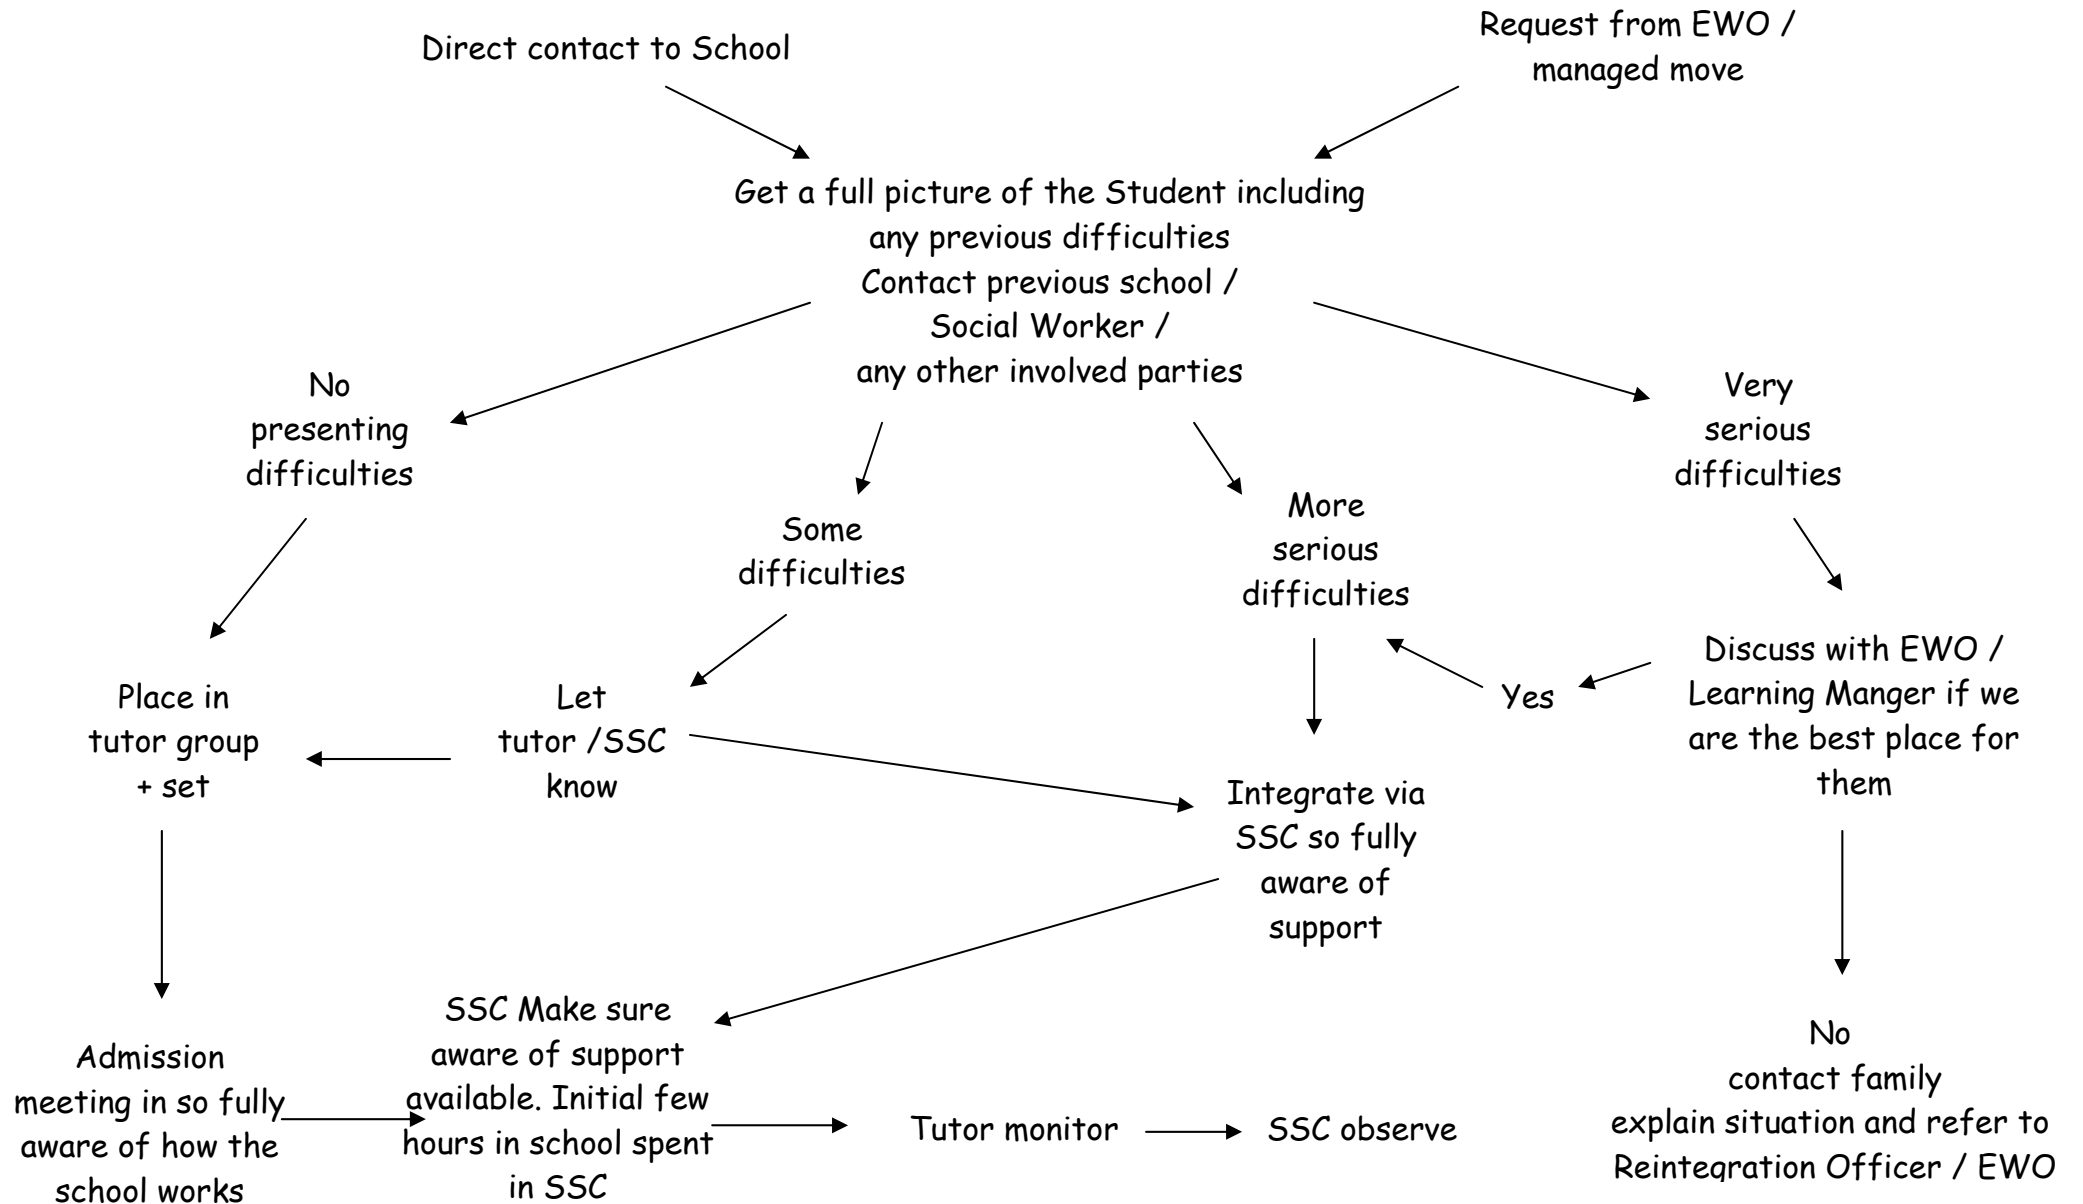 Direct contact to School
Request from EWO /
managed move
Get a full picture of the Student including
any previous difficulties
Contact previous school /
Social Worker /
any other involved parties
No
presenting
difficulties
Some
difficulties
More
serious
difficulties
Very
serious
difficulties
Place in
tutor group
+ set
Let
tutor /SSC
know
Integrate via
SSC so fully
aware of
support
Yes
Discuss with EWO /
Learning Manger if we
are the best place for
them
Admission
meeting in so fully
aware of how the
school works
SSC Make sure
aware of support
available. Initial few
hours in school spent
in SSC
Tutor monitor
SSC observe
No
contact family
explain situation and refer to
Reintegration Officer / EWO